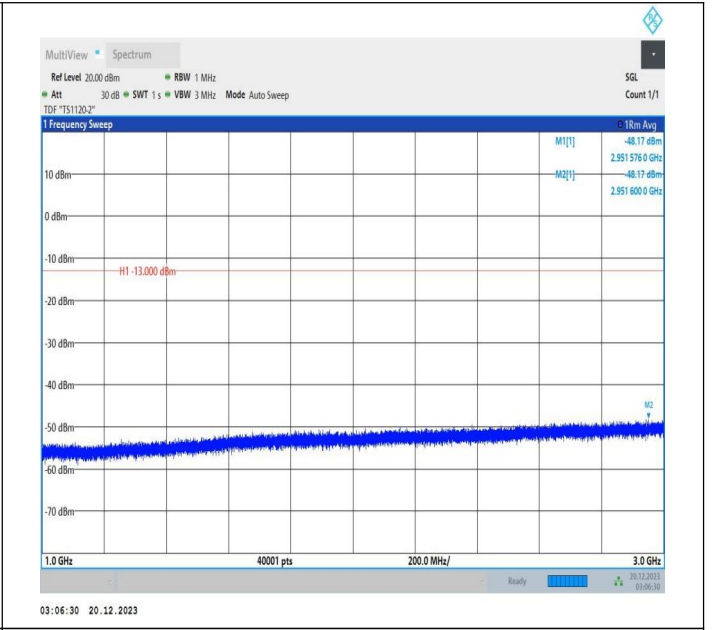 R S
MultiView Spectrum
Ref Level 20.00 dBm RBW 1 MHz SGL
Att 30 dB SWT 1 s VBW 3 MHz Mode Auto Sweep Count 1/1
TDF "TS1120-2"
1 Frequency Sweep 1Rm Avg
M1[1] -48.17 dBm
2.951 576 0 GHz
10 dBm M2[1] -48.17 dBm
2.951 600 0 GHz
0 dBm
-10 dBm
H1 -13.000 dBm
-20 dBm
-30 dBm
-40 dBm
M2
-50 dBm
-60 dBm
-70 dBm
1.0 GHz 40001 pts 200.0 MHz/ 3.0 GHz
Ready 20.12.2023
03:06:30
03:06:30 20.12.2023